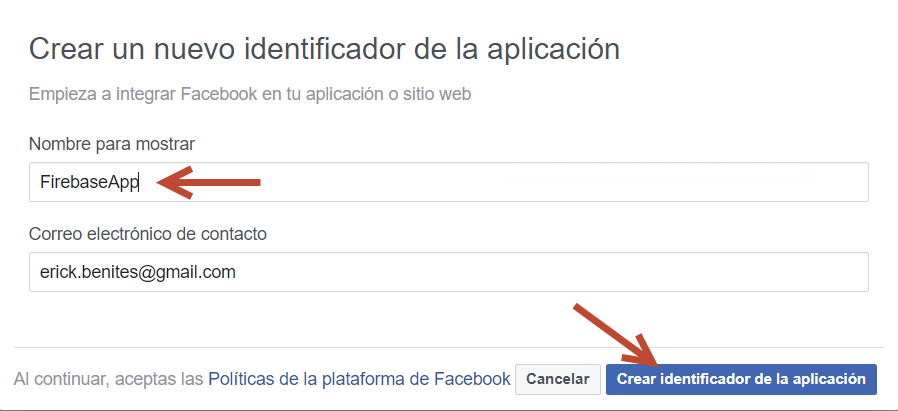 Crear un nuevo identificador de la aplicación
Empieza a integrar Facebook en tu aplicación o sitio web
Nombre para mostrar
FirebaseApp
Correo electrónico de contacto
erick.benites@gmail.com
Al continuar, aceptas las Políticas de la plataforma de Facebook Cancelar Crear identificador de la aplicación